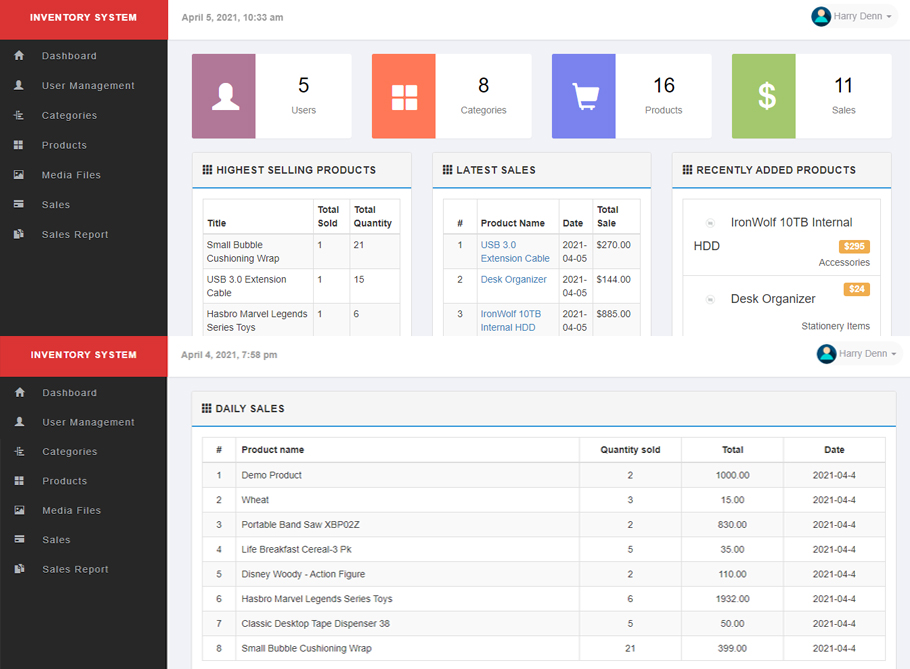 INVENTORY SYSTEM
April 5, 2021, 10:33 am
Harry Denn
Dashboard
User Management
Categories
Products
Media Files
Sales
Sales Report
5
Users
8
Categories
16
Products
$
11
Sales
HIGHEST SELLING PRODUCTS
Title Total Sold Total Quantity
Small Bubble Cushioning Wrap 1 21
USB 3.0 Extension Cable 1 15
Hasbro Marvel Legends Series Toys 1 6
LATEST SALES
# Product Name Date Total Sale
1 USB 3.0 Extension Cable 2021-04-05 $270.00
2 Desk Organizer 2021-04-05 $144.00
3 IronWolf 10TB Internal HDD 2021-04-05 $885.00
RECENTLY ADDED PRODUCTS
IronWolf 10TB Internal
HDD $295
Accessories
$24
Desk Organizer
Stationery Items
INVENTORY SYSTEM
April 4, 2021, 7:58 pm
Harry Denn
Dashboard
User Management
Categories
Products
Media Files
Sales
Sales Report
DAILY SALES
# Product name Quantity sold Total Date
1 Demo Product 2 1000.00 2021-04-4
2 Wheat 3 15.00 2021-04-4
3 Portable Band Saw XBP02Z 2 830.00 2021-04-4
4 Life Breakfast Cereal-3 Pk 5 35.00 2021-04-4
5 Disney Woody - Action Figure 2 110.00 2021-04-4
6 Hasbro Marvel Legends Series Toys 6 1932.00 2021-04-4
7 Classic Desktop Tape Dispenser 38 5 50.00 2021-04-4
8 Small Bubble Cushioning Wrap 21 399.00 2021-04-4